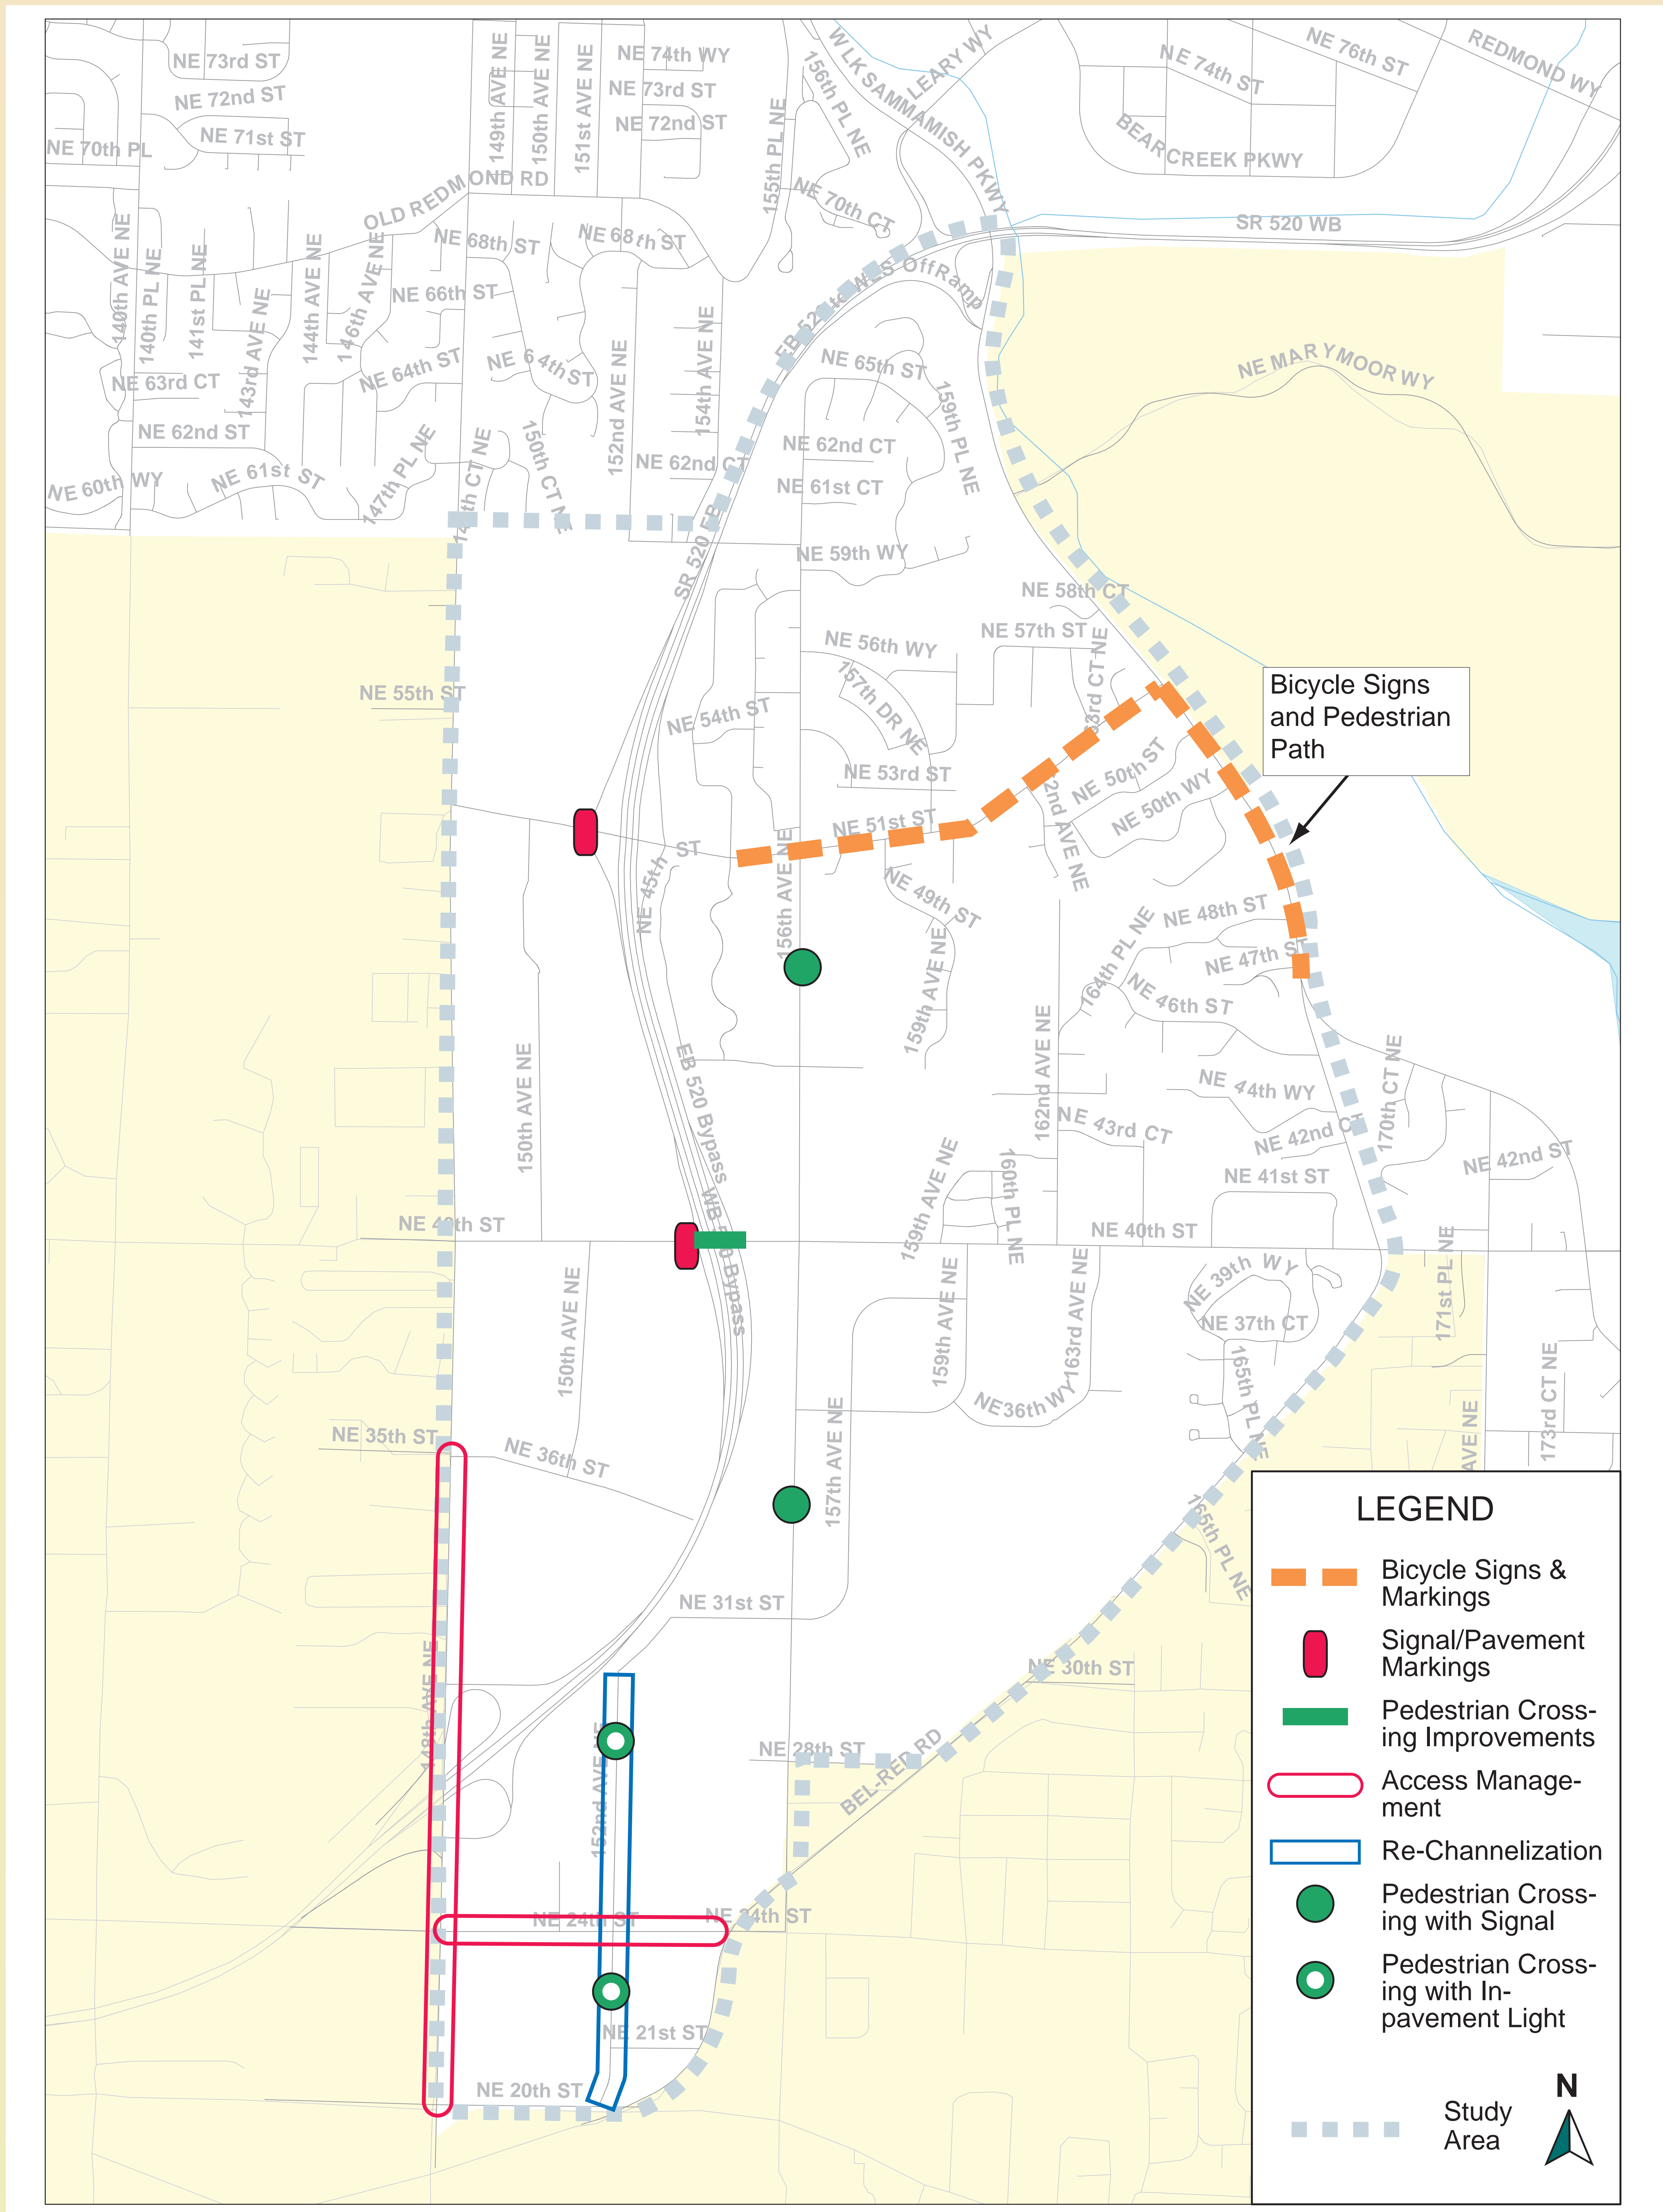 NE 73rd ST
NE 72nd ST
NE 71st ST
NE 70th PL
149th AVE NE
150th AVE NE
151st AVE NE
NE 74th WY
NE 73rd ST
NE 72nd ST
155th PL NE
156th PL NE
W LK SAMMAMISH PKWY
LEARY WY
NE 74th ST
NE 76th ST
REDMOND WY
BEAR CREEK PKWY
OLD REDMOND RD
NE 70th CT
SR 520 WB
140th AVE NE
140th PL NE
141st PL NE
143rd AVE NE
144th AVE NE
146th AVE NE
NE 68th ST
NE 68th ST
NE 66th ST
NE 64th ST
NE 64th ST
NE 63rd CT
NE 62nd ST
NE 61st ST
NE 60th WY
147th PL NE
150th CT NE
152nd AVE NE
154th AVE NE
NE 62nd CT
NE 65th ST
159th PL NE
NE 62nd CT
NE 61st CT
NE 59th WY
NE MARYMOOR WY
SR 520 EB
NE 58th CT
NE 57th ST
NE 56th WY
157th DR NE
NE 55th ST
NE 54th ST
NE 53rd ST
NE 51st ST
NE 50th ST
NE 50th WY
Bicycle Signs
and Pedestrian
Path
NE 45th ST
156th AVE NE
NE 49th ST
159th AVE NE
NE 48th ST
NE 47th ST
164th PL NE
NE 46th ST
162nd AVE NE
NE 44th WY
NE 43rd CT
NE 42nd CT
170th CT NE
NE 42nd ST
NE 41st ST
150th AVE NE
EB 520 Bypass
159th AVE NE
160th PL NE
NE 40th ST
NE 39th WY
NE 37th CT
171st PL NE
150th AVE NE
159th AVE NE
163rd AVE NE
NE 36th WY
165th PL NE
173rd CT NE
AVE NE
NE 35th ST
NE 36th ST
157th AVE NE
165th PL NE
NE 31st ST
NE 30th ST
148th AVE NE
152nd AVE NE
NE 28th ST
BEL-RED RD
NE 24th ST
NE 24th ST
NE 21st ST
NE 20th ST
LEGEND
Bicycle Signs &
Markings
Signal/Pavement
Markings
Pedestrian Cross-
ing Improvements
Access Manage-
ment
Re-Channelization
Pedestrian Cross-
ing with Signal
Pedestrian Cross-
ing with In-
pavement Light
N
Study
Area